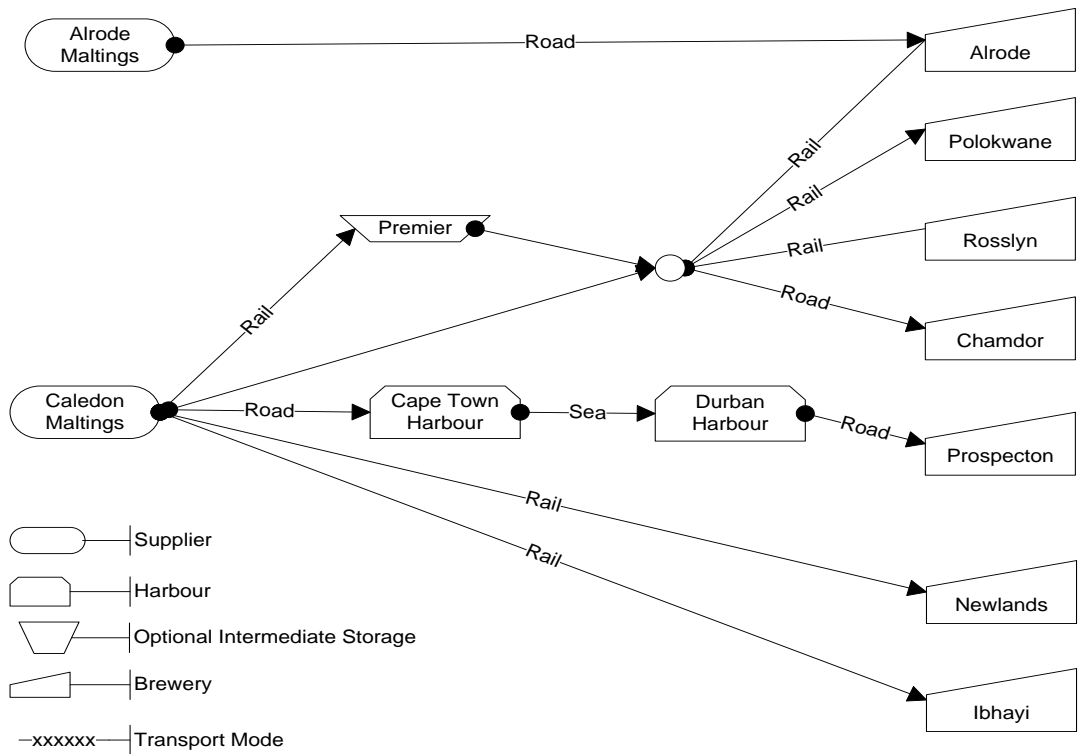 Alrode
Maltings
Road
Alrode
Rail
Polokwane
Rail
Premier
Rail
Rosslyn
Road
Chamdor
Rail
Caledon
Maltings
Road
Cape Town
Harbour
Sea
Durban
Harbour
Road
Prospecton
Rail
Rail
Newlands
Ibhayi
Supplier
Harbour
Optional Intermediate Storage
Brewery
xxxxxx
Transport Mode